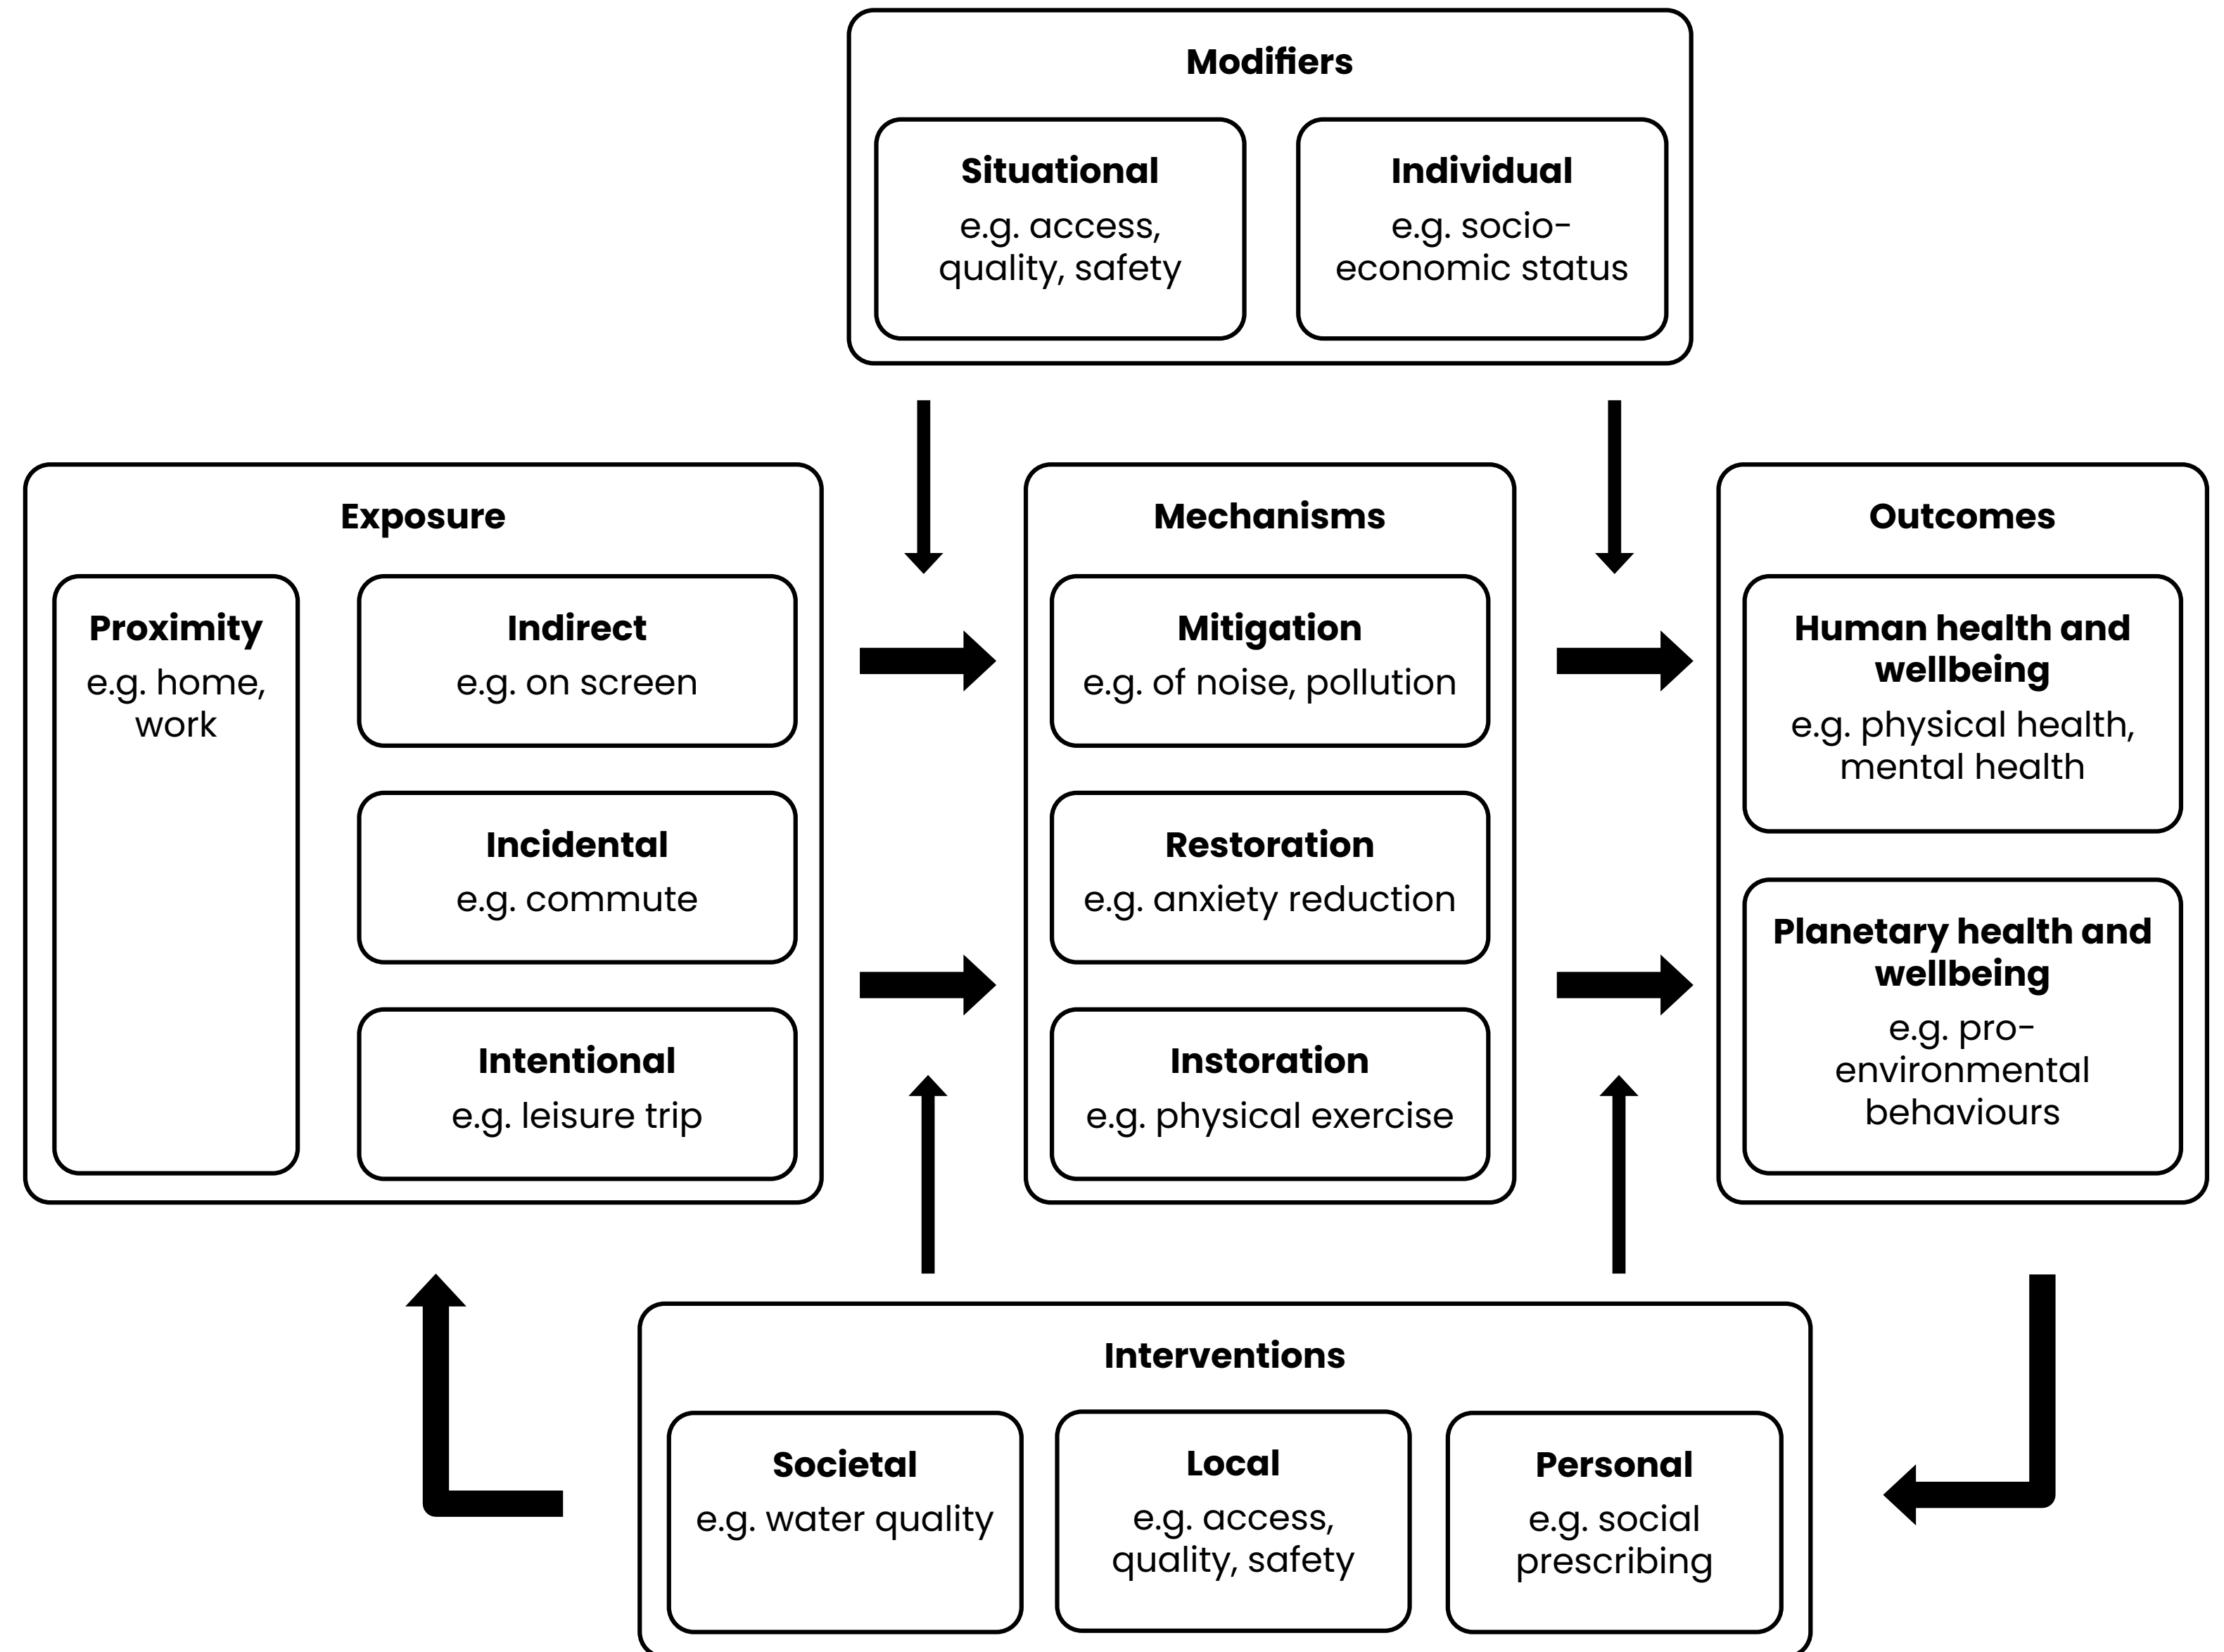 Modifiers
Situational
e.g. access,
quality, safety
Individual
e.g. socio-
economic status
Exposure
Proximity
e.g. home,
work
Indirect
e.g. on screen
Incidental
e.g. commute
Intentional
e.g. leisure trip
Mechanisms
Mitigation
e.g. of noise, pollution
Restoration
e.g. anxiety reduction
Instoration
e.g. physical exercise
Outcomes
Human health and
wellbeing
e.g. physical health,
mental health
Planetary health and
wellbeing
e.g. pro-
environmental
behaviours
Interventions
Societal
e.g. water quality
Local
e.g. access,
quality, safety
Personal
e.g. social
prescribing